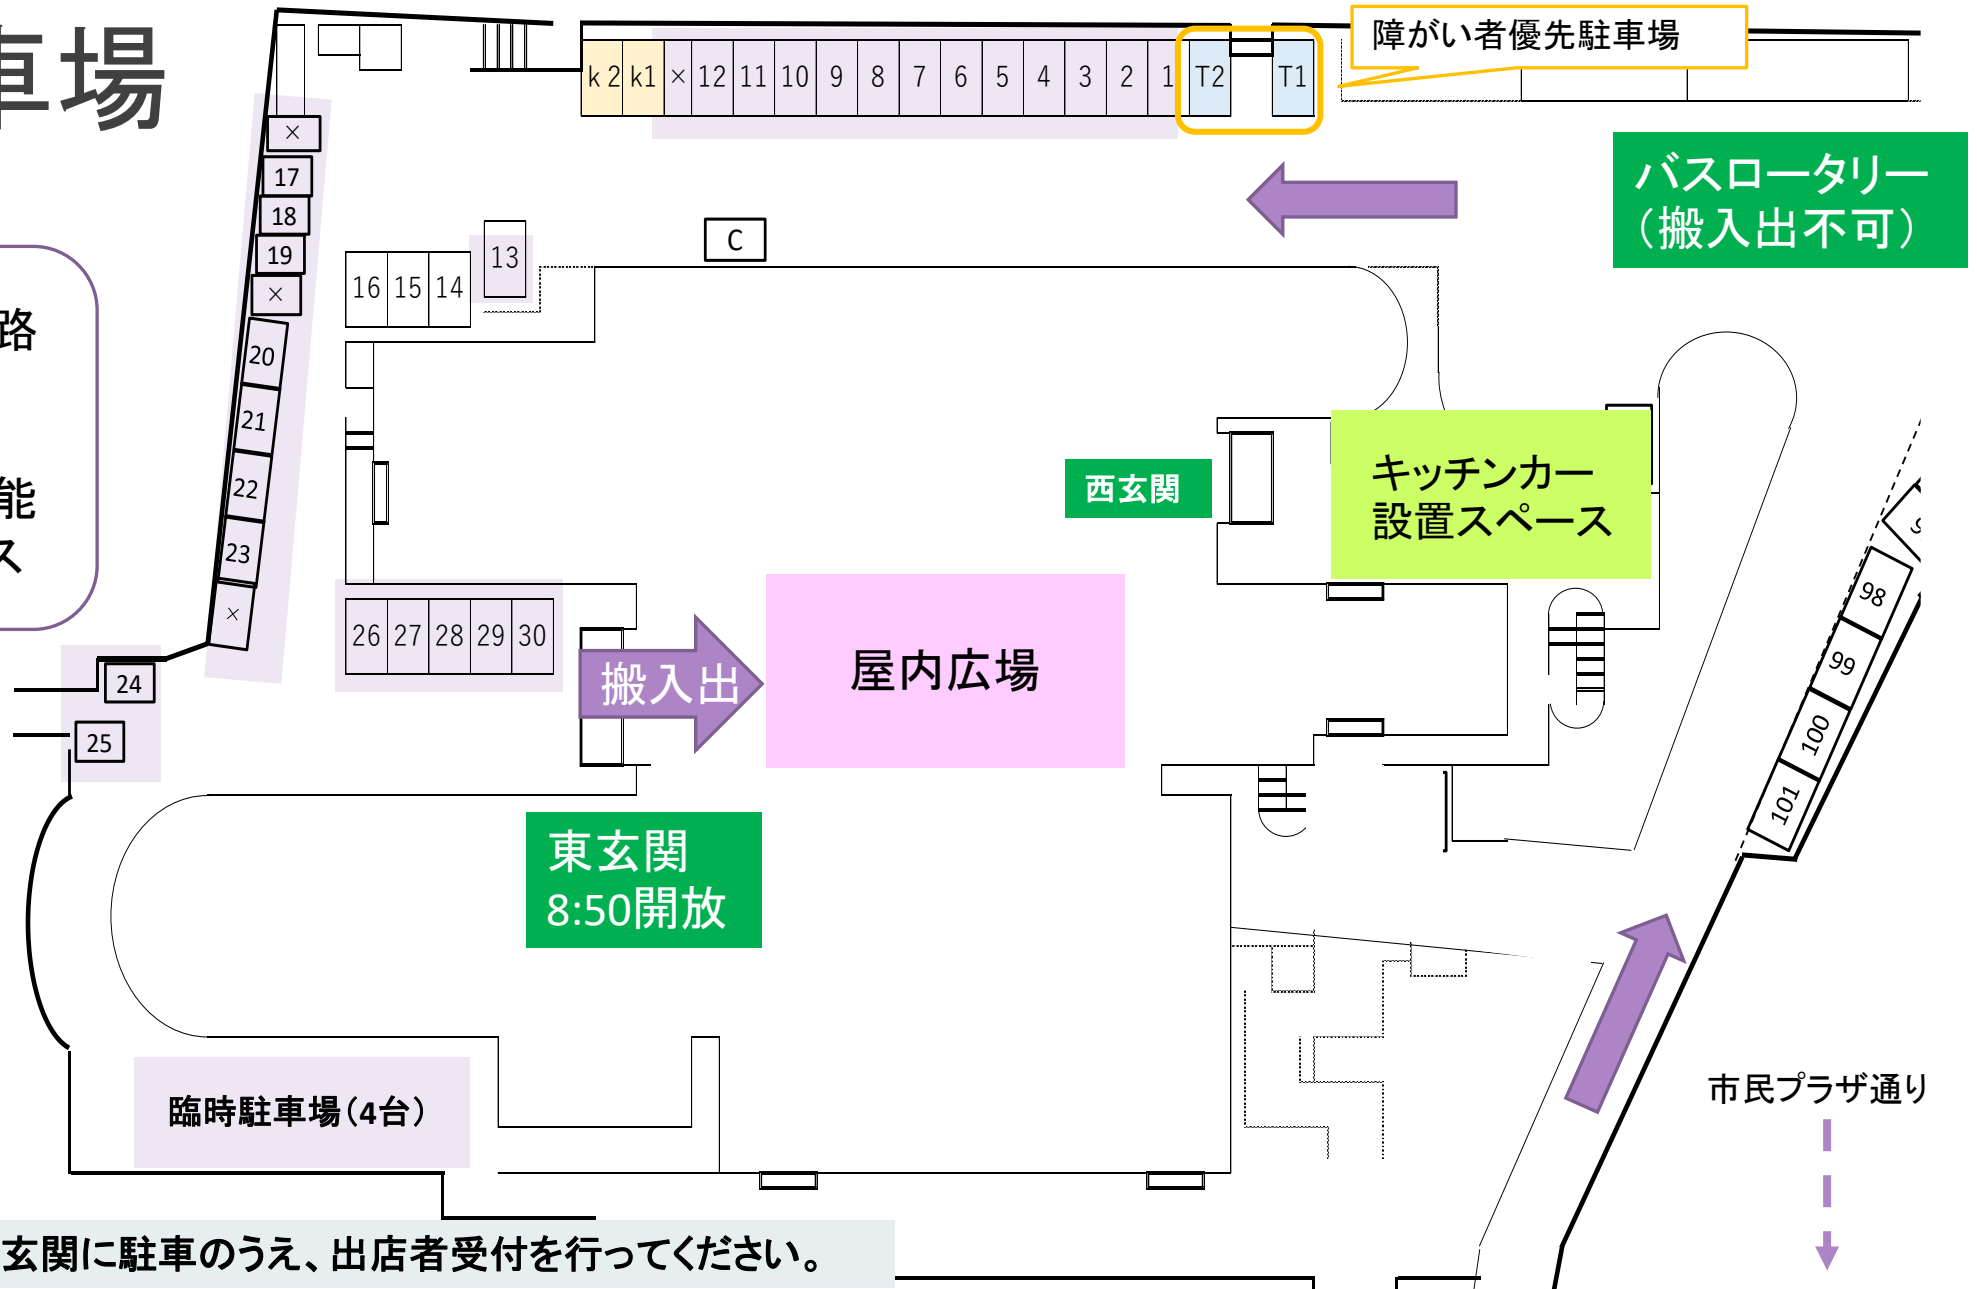 車場
障がい者優先駐車場
k 2 k1 × 12 11 10 9 8 7 6 5 4 3 2 1 T2 T1
バスロータリー
（搬入出不可）
×
17
18
19
×
20
21
22
23
×
C
13
16 15 14
路
能
ス
西玄関
キッチンカー
設置スペース
98
99
100
101
26 27 28 29 30
搬入出
屋内広場
24
25
東玄関
8:50開放
市民プラザ通り
臨時駐車場（4台）
玄関に駐車のうえ、出店者受付を行ってください。